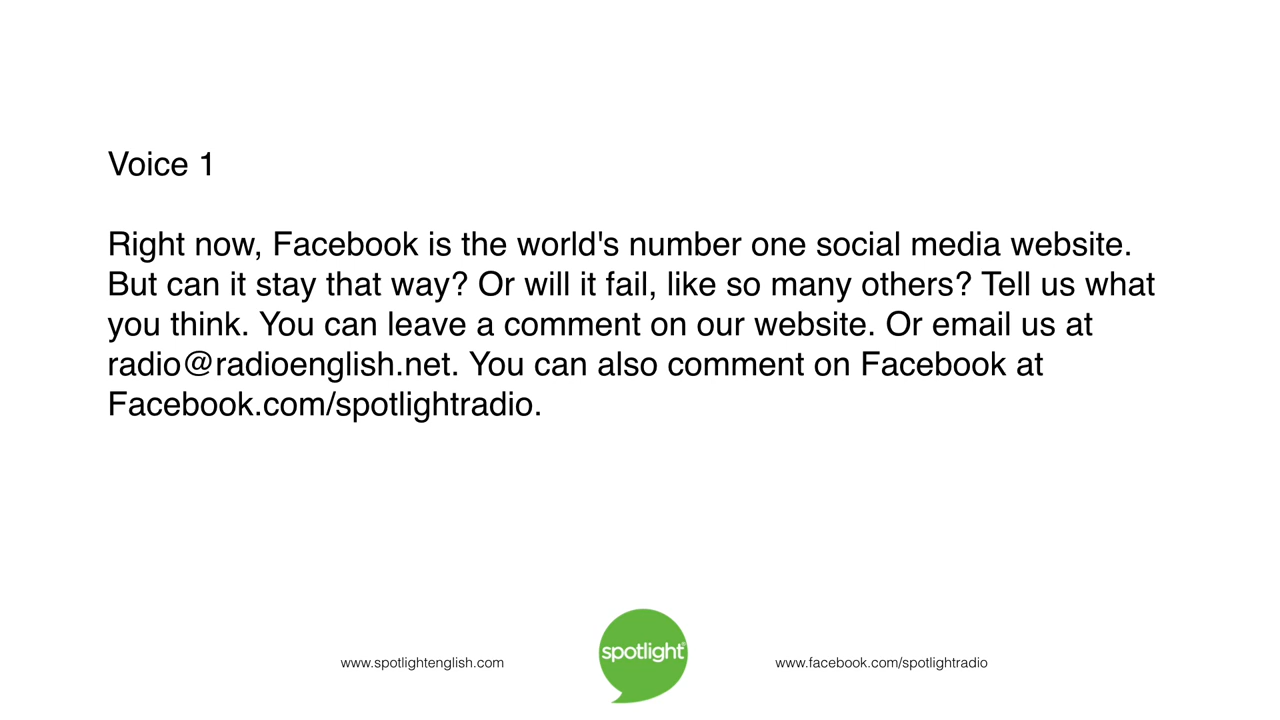 Voice 1
Right now, Facebook is the world's number one social media website.
But can it stay that way? Or will it fail, like so many others? Tell us what
you think. You can leave a comment on our website. Or email us at
radio@radioenglish.net. You can also comment on Facebook at
Facebook.com/spotlightradio.
www.spotlightenglish.com
spotlight®
www.facebook.com/spotlightradio